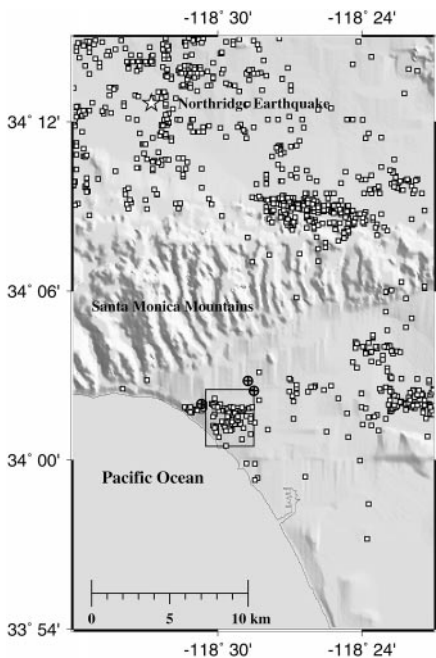 -118 30' -118 24'
Northridge Earthquake
34 12'
34 06'
Santa Monica Mountains
34 00'
Pacific Ocean
0 5 10 km
33 54'
-118 30' -118 24'